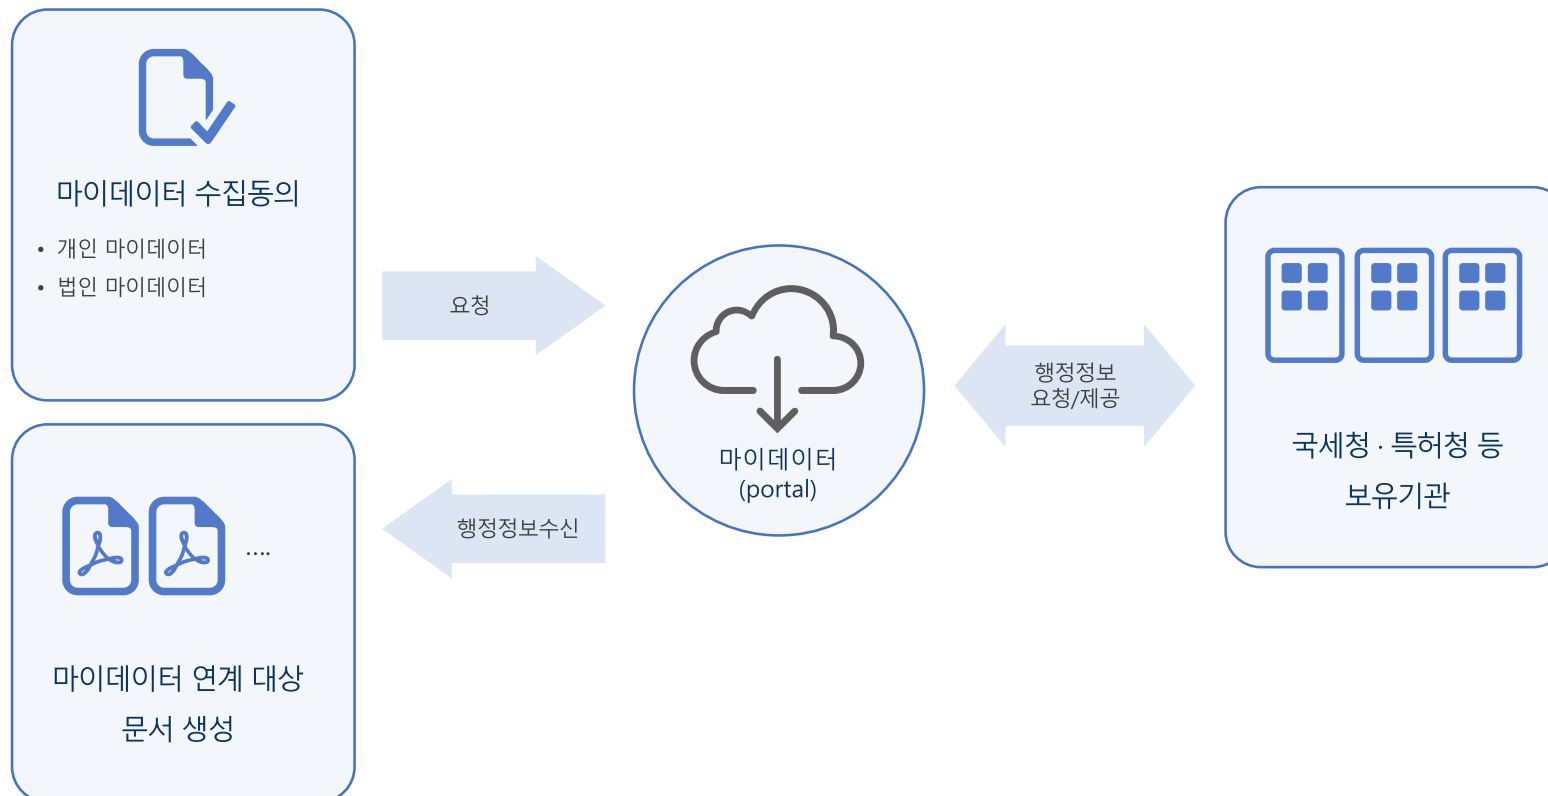 마이데이터 수집동의
• 개인 마이데이터
• 법인 마이데이터
요청
마이데이터
(portal)
행정정보
요청/제공
국세청 · 특허청 등
보유기관
행정정보수신
....
마이데이터 연계 대상
문서 생성